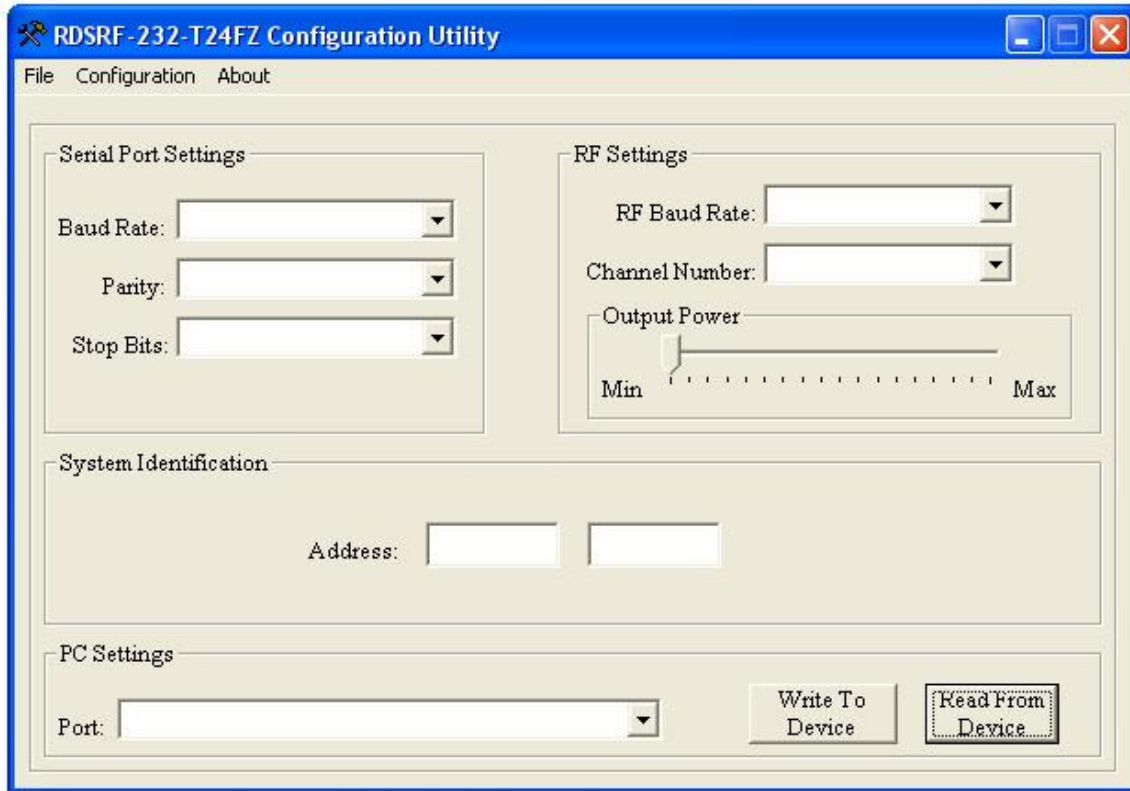 RDSRF-232-T24FZ Configuration Utility
File Configuration About
Serial Port Settings
Baud Rate:
Parity:
Stop Bits:
RF Settings
RF Baud Rate:
Channel Number:
Output Power
Min
Max
System Identification
Address:
PC Settings
Port:
Write To
Device
Read From
Device